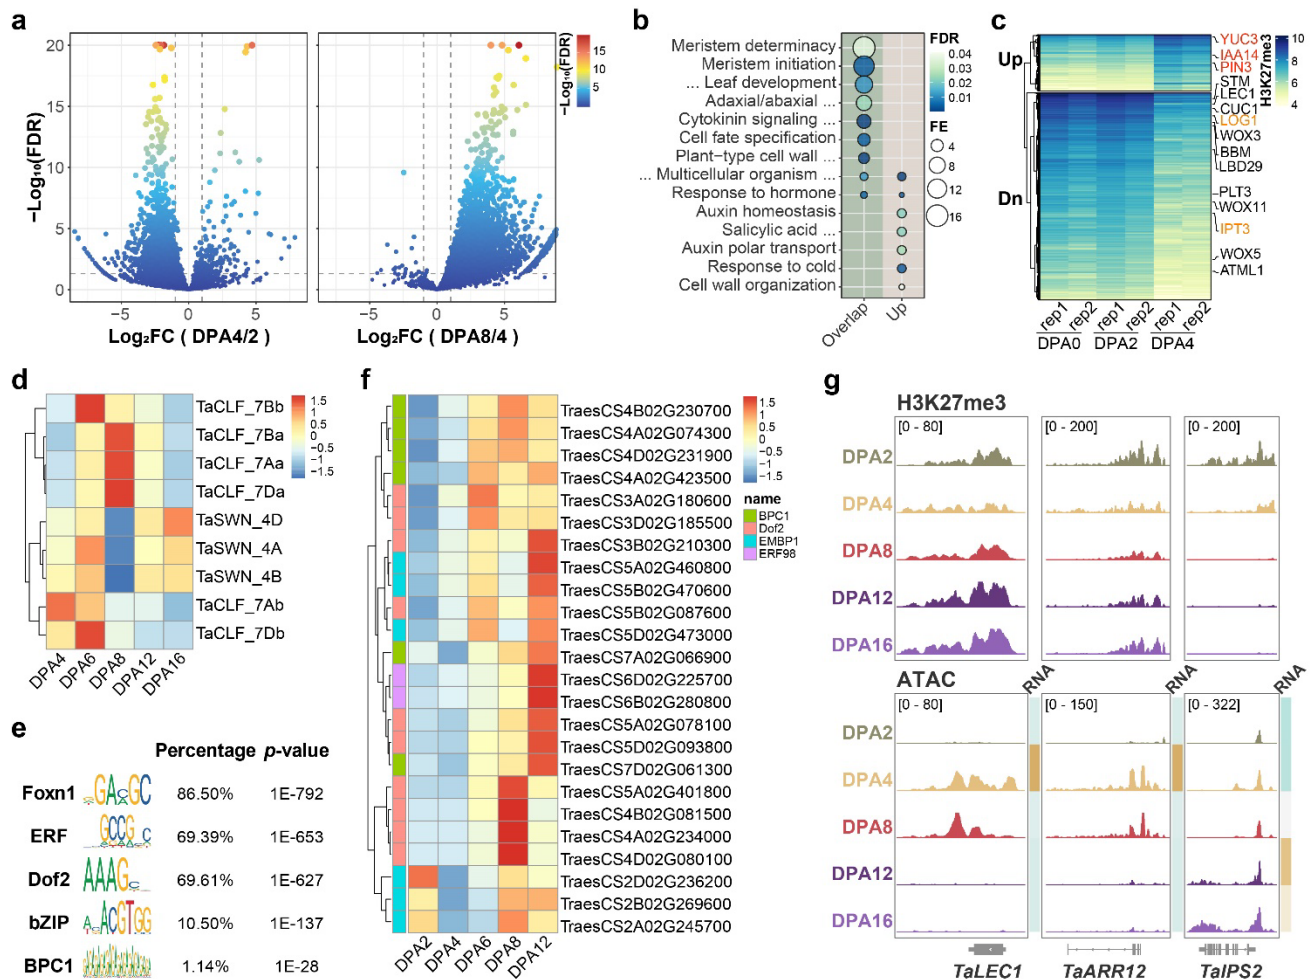 a
20
15
10
5
0
−Log₁₀(FDR)
−5
0
5
Log₂FC ( DPA4/2 )
−5
0
5
Log₂FC ( DPA8/4 )
−Log₁₀(FDR)
15
10
5
b
Meristem determinacy
Meristem initiation
... Leaf development
Adaxial/abaxial ...
Cytokinin signaling ...
Cell fate specification
Plant−type cell wall ...
... Multicellular organism ...
Response to hormone
Auxin homeostasis
Salicylic acid ...
Auxin polar transport
Response to cold
Cell wall organization
Overlap
Up
FDR
0.04
0.03
0.02
0.01
FE
4
8
12
16
c
Up
Dn
YUC3
IAA14
PIN3
STM
LEC1
CUC1
LOG1
WOX3
BBM
LBD29
PLT3
WOX11
IPT3
WOX5
ATML1
H3K27me3
10
8
6
4
rep1 rep2 rep1 rep2 rep1 rep2
DPA0 DPA2 DPA4
d
TaCLF_7Bb
TaCLF_7Ba
TaCLF_7Aa
TaCLF_7Da
TaSWN_4D
TaSWN_4A
TaSWN_4B
TaCLF_7Ab
TaCLF_7Db
DPA4 DPA6 DPA8 DPA12 DPA16
1.5
1
0.5
0
−0.5
−1
−1.5
e
Percentage p-value
Foxn1 86.50% 1E-792
ERF 69.39% 1E-653
Dof2 69.61% 1E-627
bZIP 10.50% 1E-137
BPC1 1.14% 1E-28
f
TraesCS4B02G230700
TraesCS4A02G074300
TraesCS4D02G231900
TraesCS4A02G423500
TraesCS3A02G180600
TraesCS3D02G185500
TraesCS3B02G210300
TraesCS5A02G460800
TraesCS5B02G470600
TraesCS5B02G087600
TraesCS5D02G473000
TraesCS7A02G066900
TraesCS6D02G225700
TraesCS6B02G280800
TraesCS5A02G078100
TraesCS5D02G093800
TraesCS7D02G061300
TraesCS5A02G401800
TraesCS4B02G081500
TraesCS4A02G234000
TraesCS4D02G080100
TraesCS2D02G236200
TraesCS2B02G269600
TraesCS2A02G245700
DPA2 DPA4 DPA6 DPA8 DPA12
1.5
1
0.5
0
−0.5
−1
−1.5
name
BPC1
Dof2
EMBP1
ERF98
g
H3K27me3
[0 - 80] [0 - 200] [0 - 200]
DPA2
DPA4
DPA8
DPA12
DPA16
ATAC RNA RNA RNA
[0 - 80] [0 - 150] [0 - 322]
DPA2
DPA4
DPA8
DPA12
DPA16
TaLEC1 TaARR12 TaIPS2